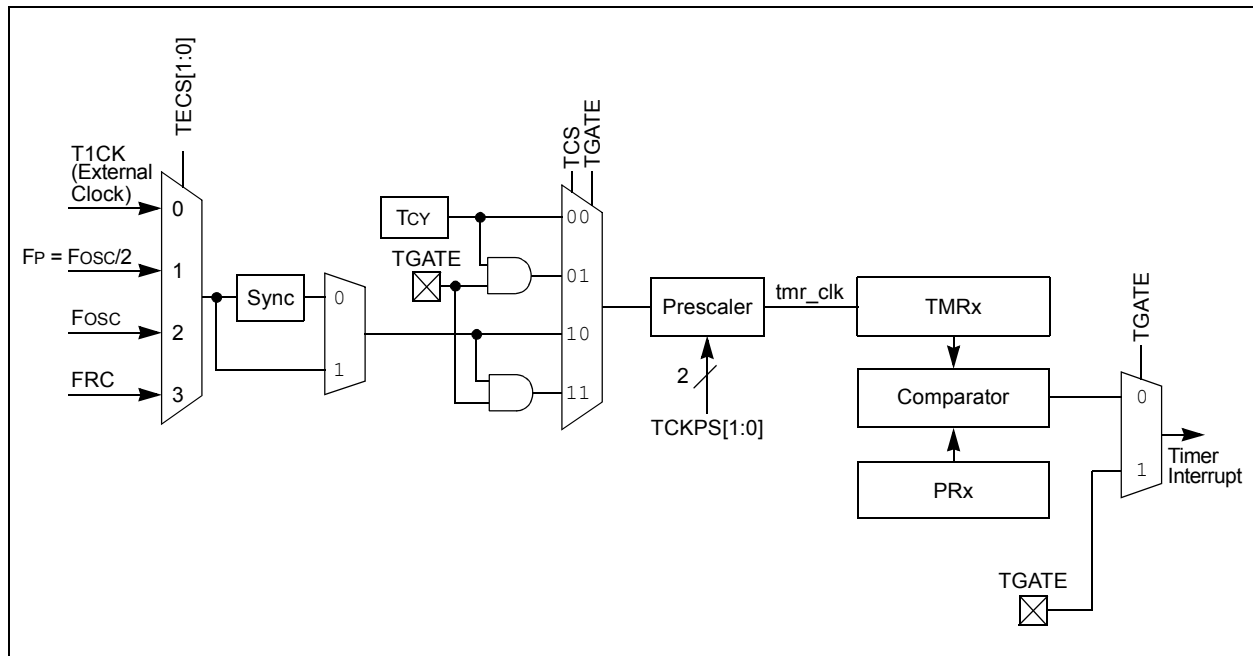 TECS[1:0]
T1CK
(External
Clock)
0
FP = FOSC/2
1
FOSC
2
FRC
3
Sync
0
1
TCY
TGATE
TCS
TGATE
00
01
10
11
Prescaler
2
TCKPS[1:0]
tmr_clk
TMRx
Comparator
PRx
TGATE
0
1
Timer
Interrupt
TGATE